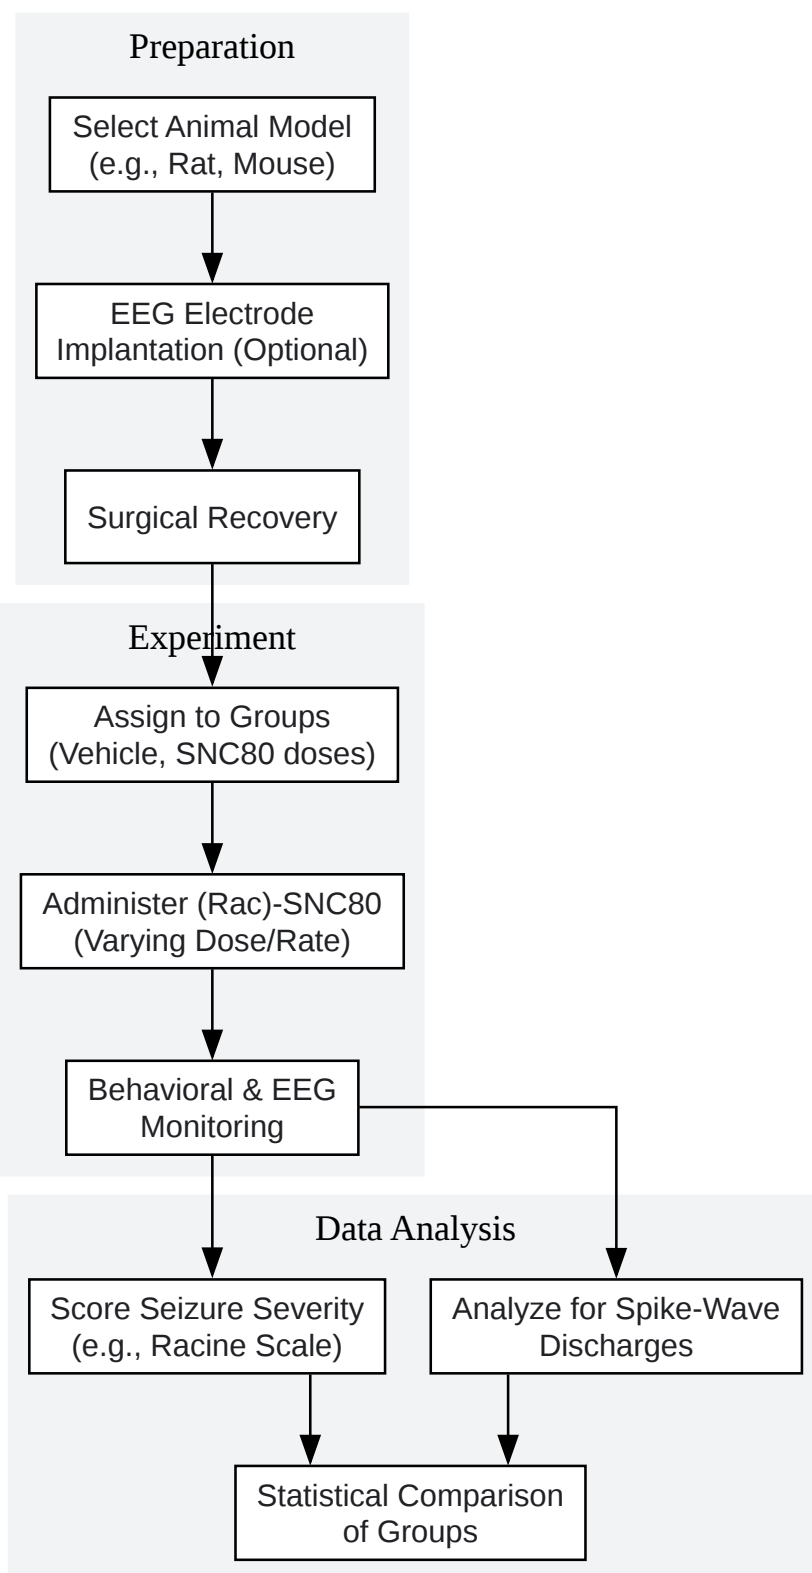 Preparation
Select Animal Model
(e.g., Rat, Mouse)
EEG Electrode
Implantation (Optional)
Surgical Recovery
Experiment
Assign to Groups
(Vehicle, SNC80 doses)
Administer (Rac)-SNC80
(Varying Dose/Rate)
Behavioral & EEG
Monitoring
Data Analysis
Score Seizure Severity
(e.g., Racine Scale)
Analyze for Spike-Wave
Discharges
Statistical Comparison
of Groups